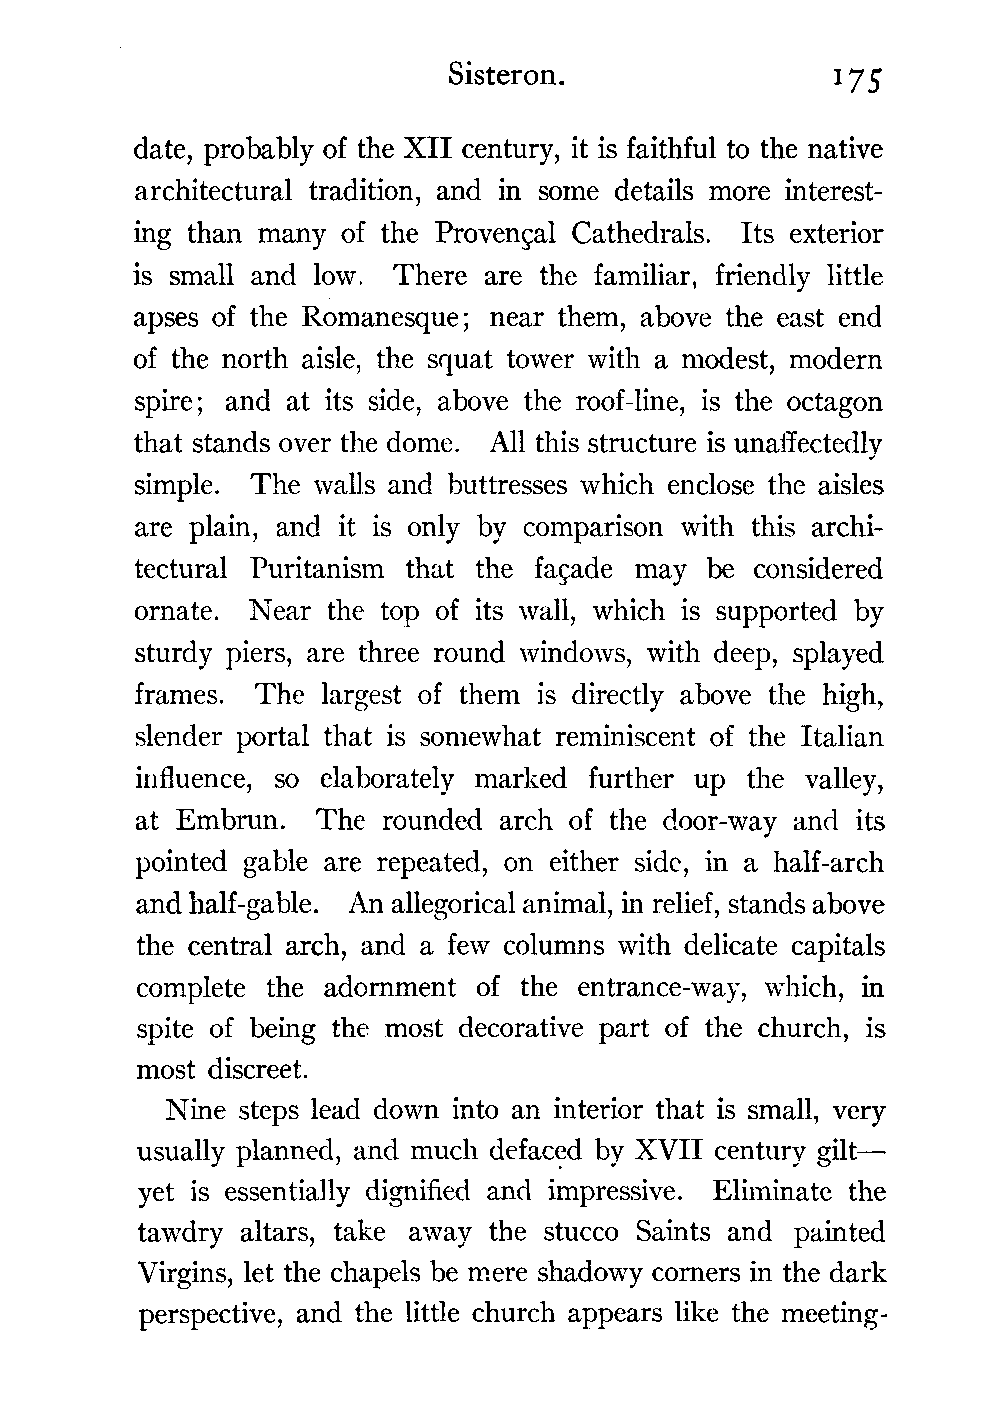 Sisteron. 175
date, probably of the XII century, it is faithful to the native
architectural tradition, and in some details more interest-
ing than many of the Provençal Cathedrals. Its exterior
is small and low. There are the familiar, friendly little
apses of the Romanesque; near them, above the east end
of the north aisle, the squat tower with a modest, modern
spire; and at its side, above the roof-line, is the octagon
that stands over the dome. All this structure is unaffectedly
simple. The walls and buttresses which enclose the aisles
are plain, and it is only by comparison with this archi-
tectural Puritanism that the façade may be considered
ornate. Near the top of its wall, which is supported by
sturdy piers, are three round windows, with deep, splayed
frames. The largest of them is directly above the high,
slender portal that is somewhat reminiscent of the Italian
influence, so elaborately marked further up the valley,
at Embrun. The rounded arch of the door-way and its
pointed gable are repeated, on either side, in a half-arch
and half-gable. An allegorical animal, in relief, stands above
the central arch, and a few columns with delicate capitals
complete the adornment of the entrance-way, which, in
spite of being the most decorative part of the church, is
most discreet.
Nine steps lead down into an interior that is small, very
usually planned, and much defaced by XVII century gilt—
yet is essentially dignified and impressive. Eliminate the
tawdry altars, take away the stucco Saints and painted
Virgins, let the chapels be mere shadowy corners in the dark
perspective, and the little church appears like the meeting-